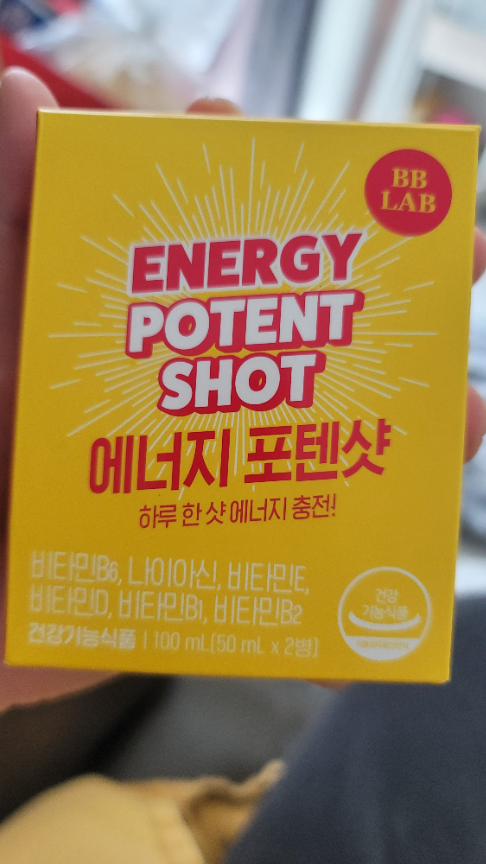 BB
LAB
ENERGY
POTENT
SHOT
에너지 포텐샷
하루 한 샷 에너지 충전!
비타민B6, 나이아신, 비타민E,
비타민D, 비타민B1, 비타민B2
건강기능식품 | 100 mL[50 mL x 2병]
건강
기능식품